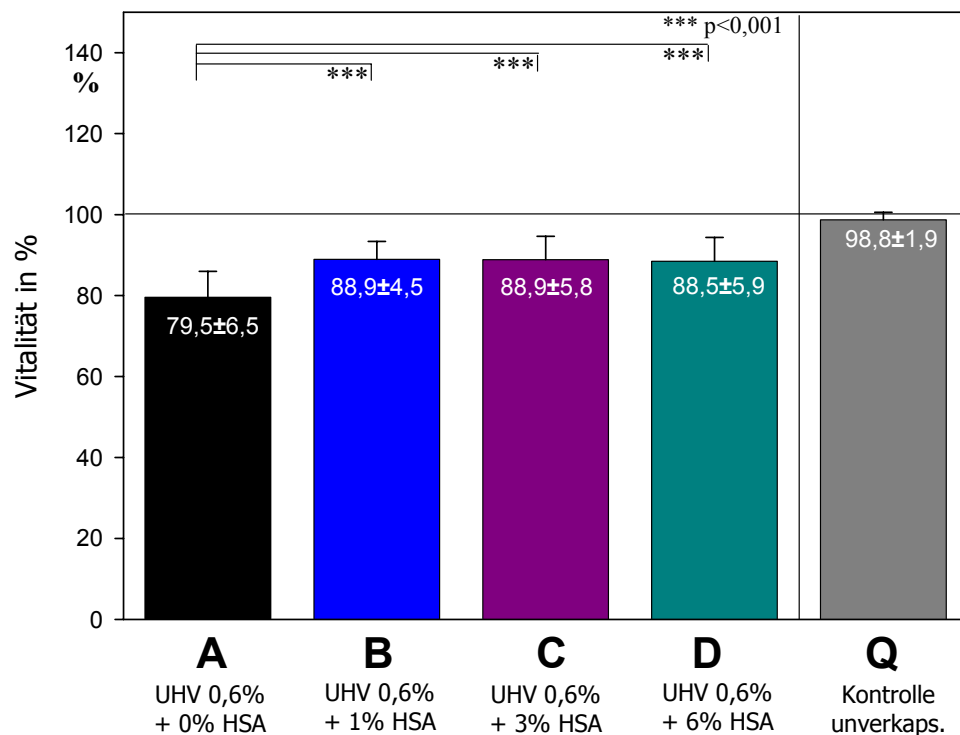 *** p<0,001
140
%
*** *** ***
120
100
80
60
40
20
0
Vitalität in %
79,5±6,5
88,9±4,5
88,9±5,8
88,5±5,9
98,8±1,9
A B C D Q
UHV 0,6% UHV 0,6% UHV 0,6% UHV 0,6% Kontrolle
+ 0% HSA + 1% HSA + 3% HSA + 6% HSA unverkaps.